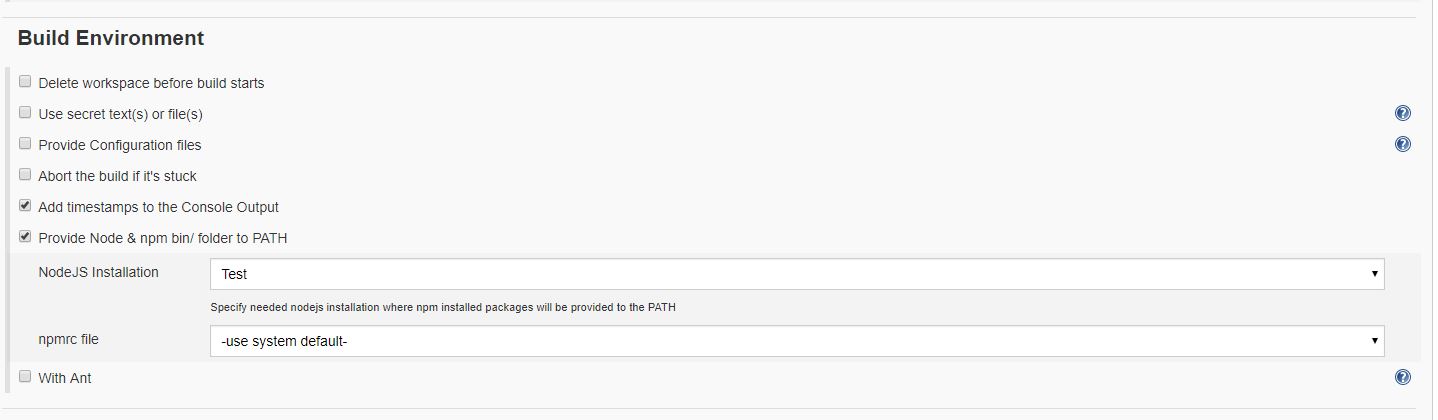 Build Environment
Delete workspace before build starts
Use secret text(s) or file(s)
Provide Configuration files
Abort the build if it's stuck
Add timestamps to the Console Output
Provide Node & npm bin/ folder to PATH
NodeJS Installation
Test
Specify needed nodejs installation where npm installed packages will be provided to the PATH
npmrc file
-use system default-
With Ant